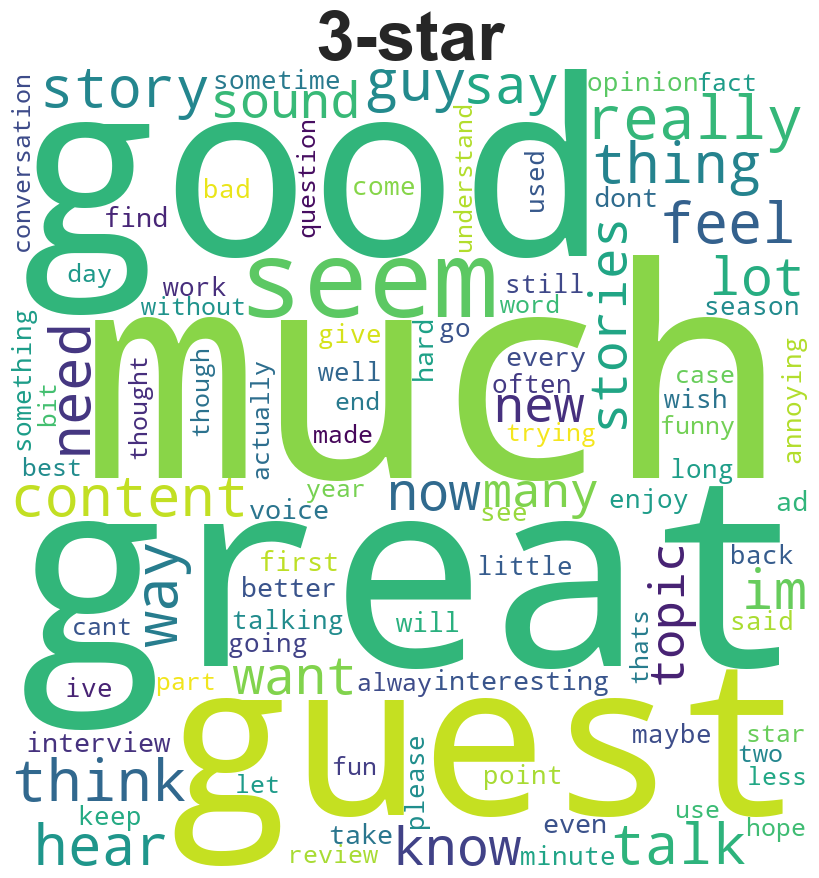 3-star
story
sometime
sound
guy
say
opinion
fact
really
good
conversation
question
understand
used
bad
come
find
thing
dont
feel
day
work
seem
still
stories
lot
without
word
season
much
something
need
bit
thought
though
actually
give
well
end
made
hard
go
every
often
new
trying
case
wish
funny
annoying
best
long
content
voice
year
now
many
see
enjoy
ad
great
way
first
better
little
topic
back
im
cant
talking
going
will
thats
said
ive
part
want
alway
interesting
guest
interview
maybe
star
two
less
think
let
fun
please
point
keep
hear
review
take
know
even
minute
use
talk
hope